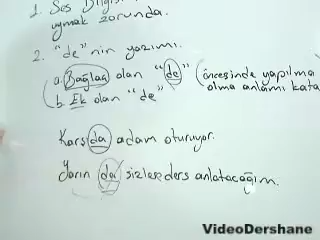 1. Ses Bilgisi
uymak zorunda.
2. "de"nin yazımı.
a. Bağlaç olan "de" (öncesinde yapılma
olma anlamı kata
b. Ek olan "de"
Karşıda adam oturuyor.
Yarın da sizlere ders anlatacağım.
VideoDershane